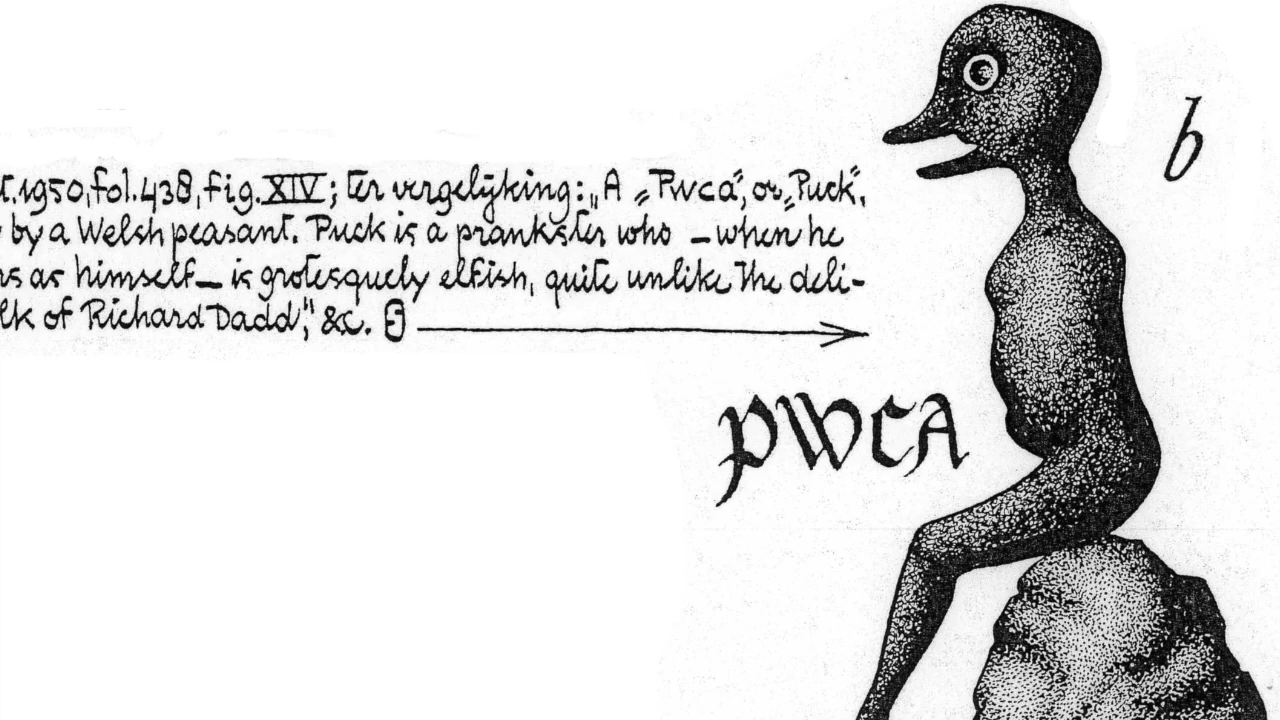 b
1950, fol. 438, fig. XIV; ter vergelijking: „A „Pwca”, or „Puck”,
by a Welsh peasant. Puck is a prankster who – when he
as himself – is grotesquely elfish, quite unlike the deli-
of Richard Dadd”, &c.
PWCA